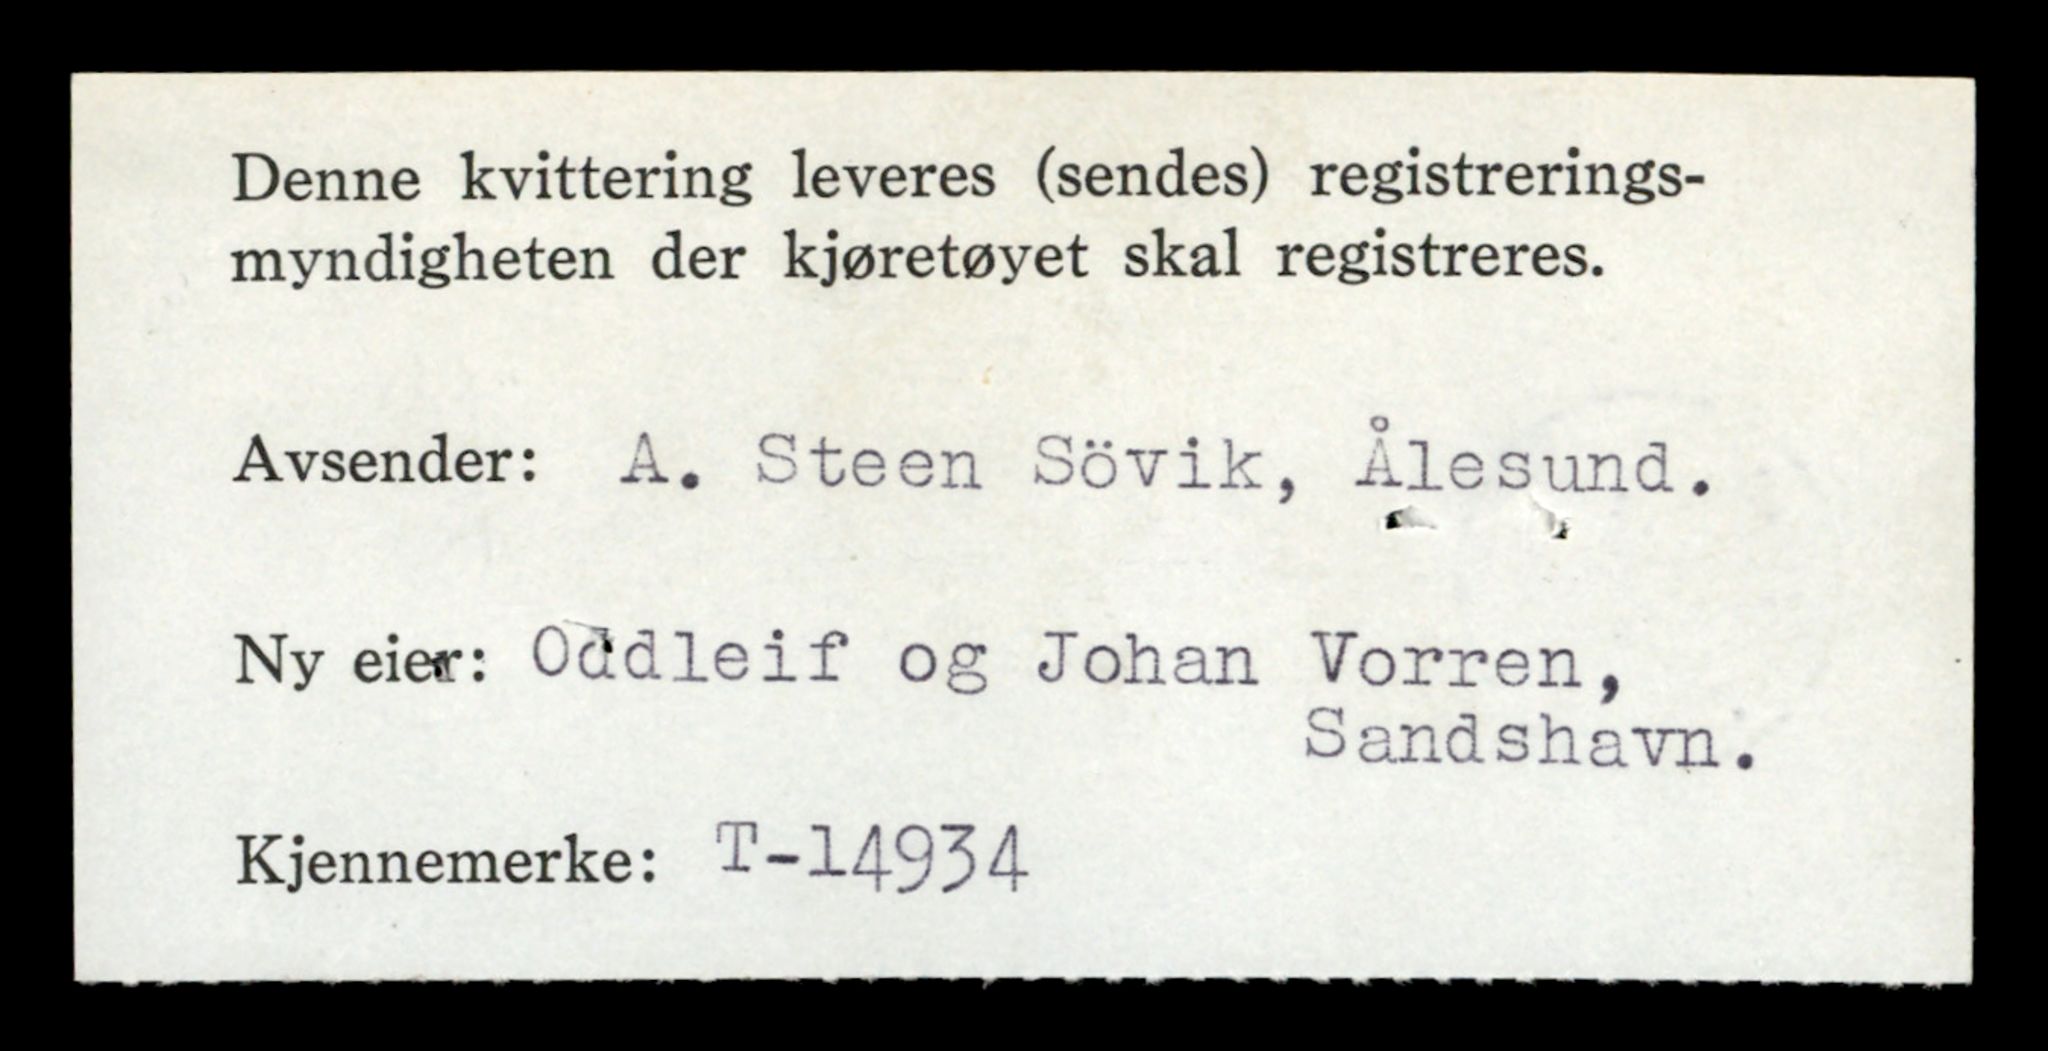 Denne kvittering leveres (sendes) registrerings-
myndigheten der kjøretøyet skal registreres.
Avsender: A. Steen Sövik, Ålesund.
Ny eier: Oddleif og Johan Vorren,
Sandshavn.
Kjennemerke: T-14934